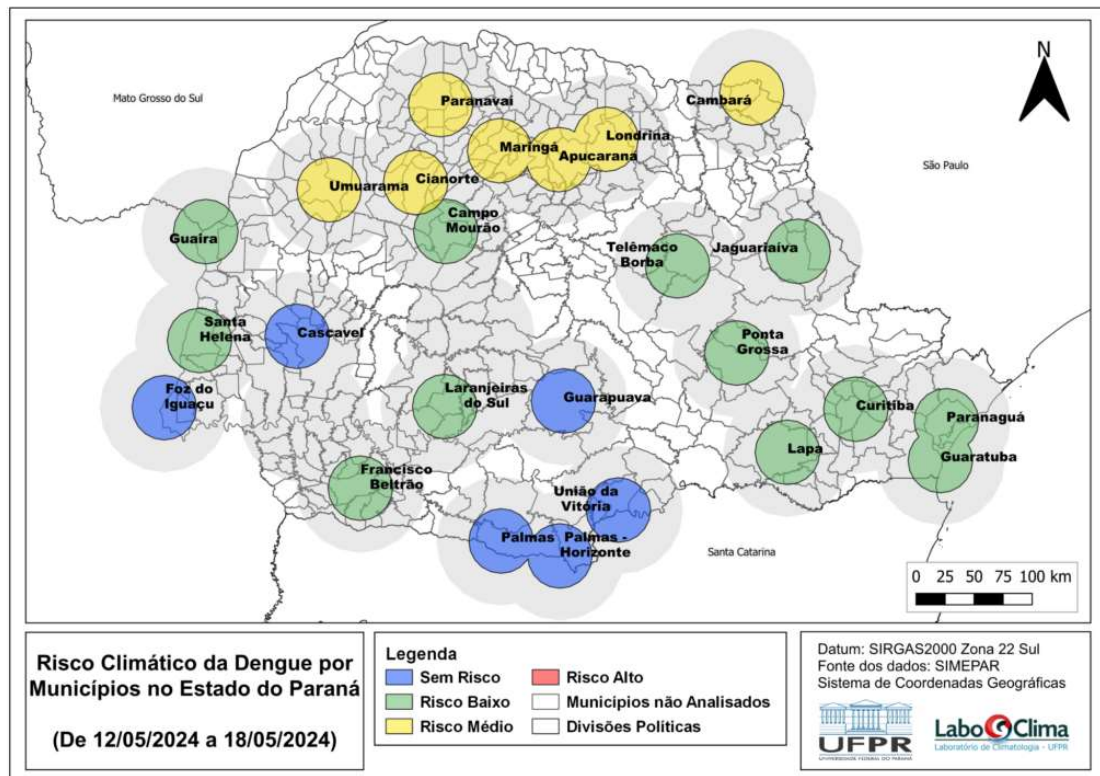 N
Mato Grosso do Sul
São Paulo
Santa Catarina
Paranavaí
Cambará
Maringá
Londrina
Apucarana
Cianorte
Umuarama
Campo
Mourão
Guaíra
Telêmaco
Borba
Jaguariaíva
Santa
Helena
Cascavel
Ponta
Grossa
Foz do
Iguaçu
Laranjeiras
do Sul
Guarapuava
Curitiba
Paranaguá
Lapa
Guaratuba
Francisco
Beltrão
União da
Vitória
Palmas
Palmas -
Horizonte
0 25 50 75 100 km
Risco Climático da Dengue por
Municípios no Estado do Paraná
(De 12/05/2024 a 18/05/2024)
Legenda
Sem Risco
Risco Baixo
Risco Médio
Risco Alto
Municípios não Analisados
Divisões Políticas
Datum: SIRGAS2000 Zona 22 Sul
Fonte dos dados: SIMEPAR
Sistema de Coordenadas Geográficas
UFPR
UNIVERSIDADE FEDERAL DO PARANÁ
LaboClima
Laboratório de Climatologia - UFPR